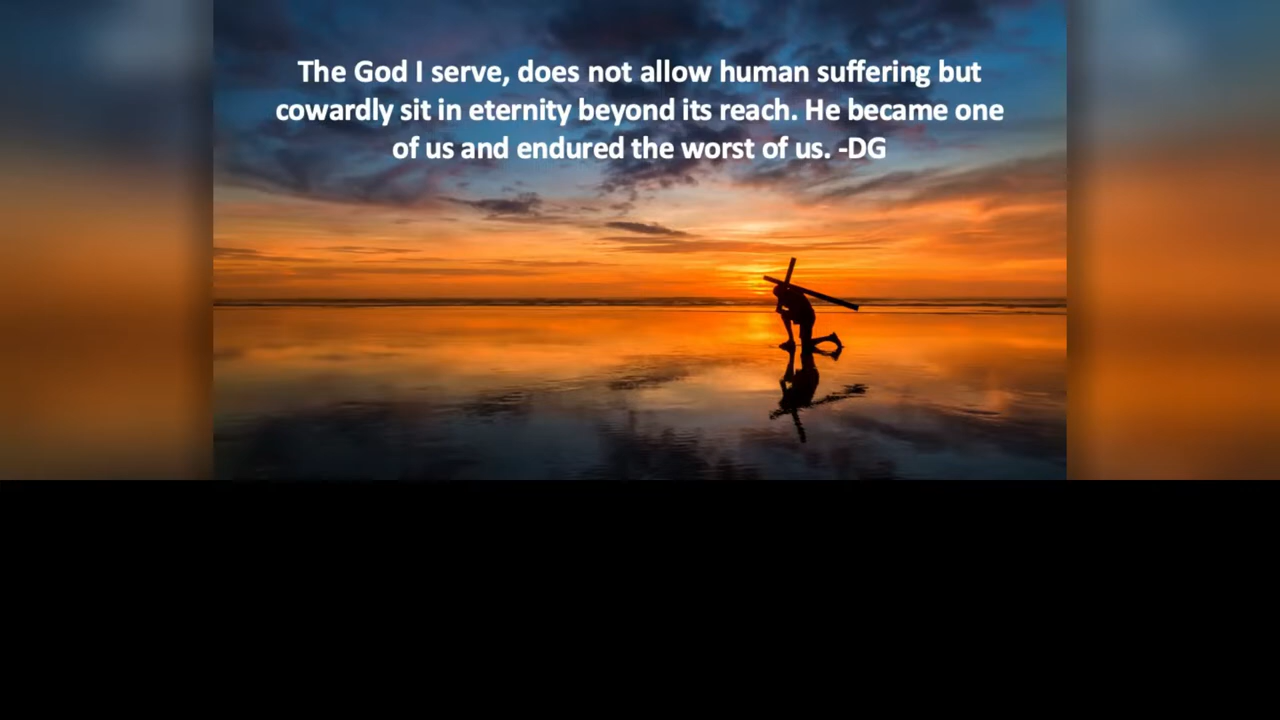 The God I serve, does not allow human suffering but
cowardly sit in eternity beyond its reach. He became one
of us and endured the worst of us. -DG